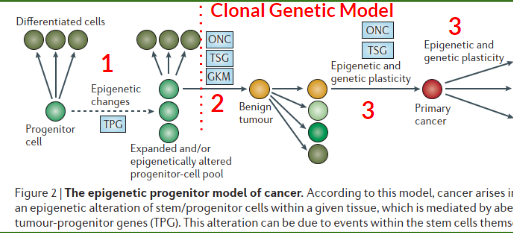 Clonal Genetic Model
Differentiated cells
1
Epigenetic
changes
TPG
Progenitor
cell
Expanded and/or
epigenetically altered
progenitor-cell pool
ONC
TSG
GKM
2
Benign
tumour
ONC
TSG
Epigenetic and
genetic plasticity
3
Primary
cancer
3
Epigenetic and
genetic plasticity
Figure 2 | The epigenetic progenitor model of cancer. According to this model, cancer arises in
an epigenetic alteration of stem/progenitor cells within a given tissue, which is mediated by abe
tumour-progenitor genes (TPG). This alteration can be due to events within the stem cells themse